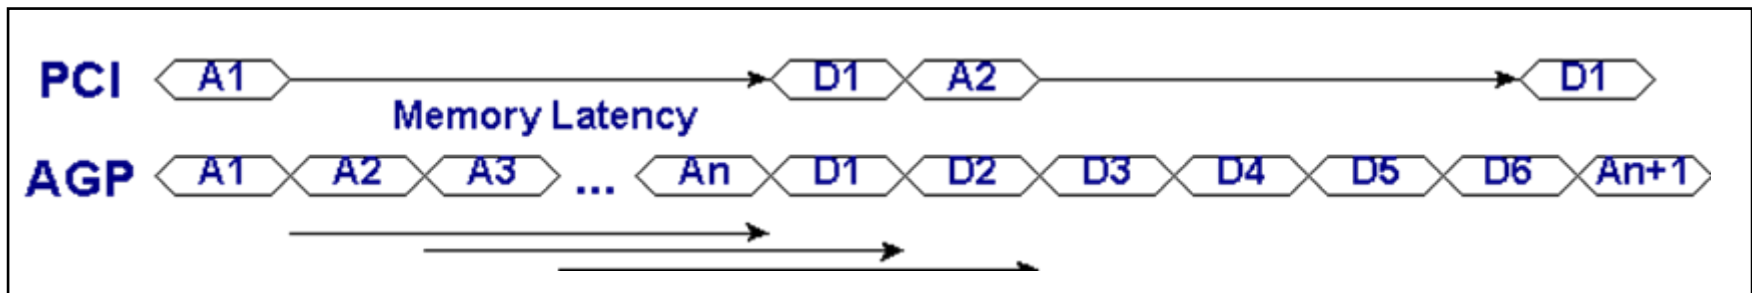 PCI A1 D1 A2 D1
Memory Latency
AGP A1 A2 A3 ... An D1 D2 D3 D4 D5 D6 An+1